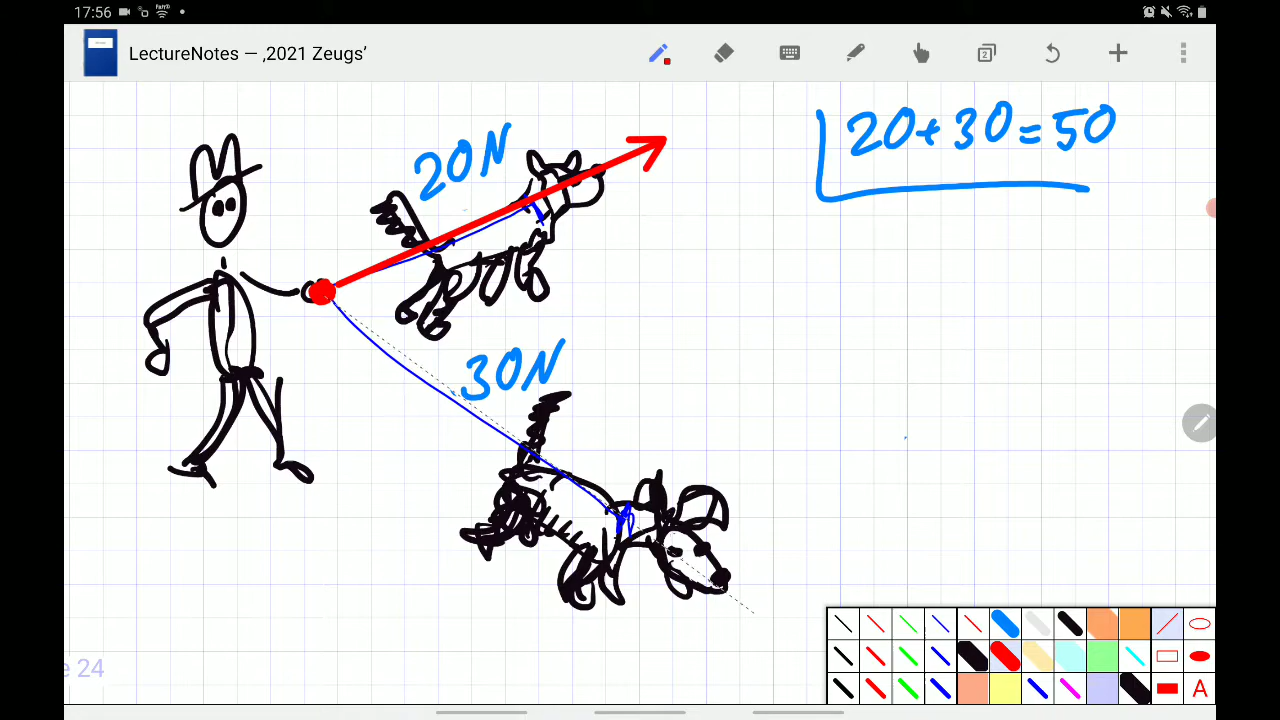 17:56
LectureNotes — ‚2021 Zeugs’
20+30=50
20N
30N
e 24
A